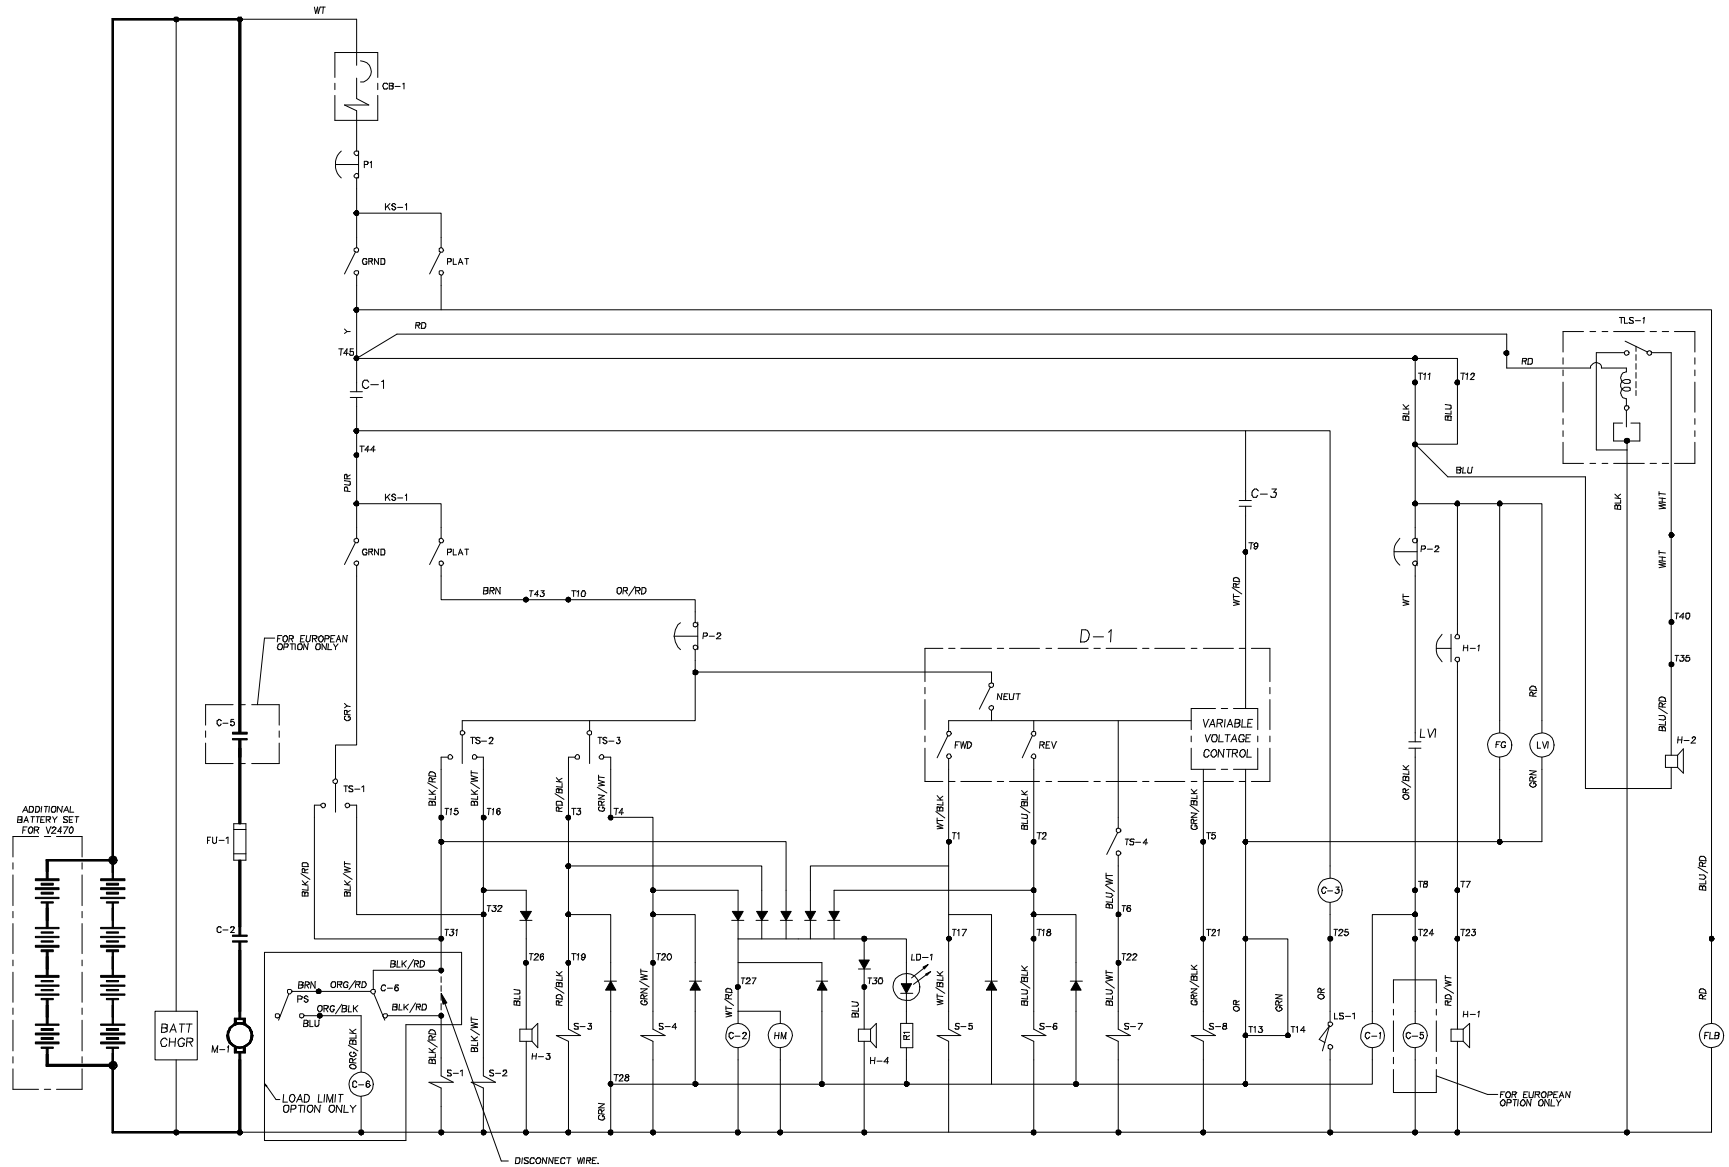 WT
CB-1
P1
KS-1
GRND
PLAT
Y
RD
T45
C-1
TLS-1
RD
T11
T12
BLK
BLU
T44
PUR
KS-1
BLU
BLK
WHT
C-3
GRND
PLAT
P-2
T9
WHT
BRN
T43
T10
OR/RD
WT/RD
WT
P-2
D-1
T40
H-1
T35
FOR EUROPEAN
OPTION ONLY
NEUT
GRY
RD
BLU/RD
C-5
VARIABLE
VOLTAGE
CONTROL
TS-2
TS-3
FWD
REV
LVI
FG
LVI
H-2
BLK/RD
BLK/WT
RD/BLK
GRN/WT
OR/BLK
GRN
TS-1
T15
T16
T3
T4
WT/BLK
BLU/BLK
GRN/BLK
ADDITIONAL
BATTERY SET
FOR V2470
FU-1
T1
T2
TS-4
T5
BLK/RD
BLK/WT
BLU/WT
C-3
T8
T7
BLU/RD
T32
T6
C-2
T31
T17
T18
T21
T25
T24
T23
BLK/RD
T26
T19
T20
T27
T30
LD-1
T22
BRN
ORG/RD
C-6
PS
ORG/BLK
BLU
BLK/RD
BLU
RD/BLK
GRN/WT
WT/RD
BLU
WT/BLK
BLU/BLK
BLU/WT
GRN/BLK
OR
GRN
OR
RD/WT
RD
BATT
CHGR
M-1
ORG/BLK
BLK/RD
BLK/WT
H-3
S-3
S-4
C-2
HM
H-4
R1
S-5
S-6
S-7
S-8
T13
T14
LS-1
C-1
C-5
H-1
FLB
C-6
S-1
S-2
T28
GRN
LOAD LIMIT
OPTION ONLY
FOR EUROPEAN
OPTION ONLY
DISCONNECT WIRE.